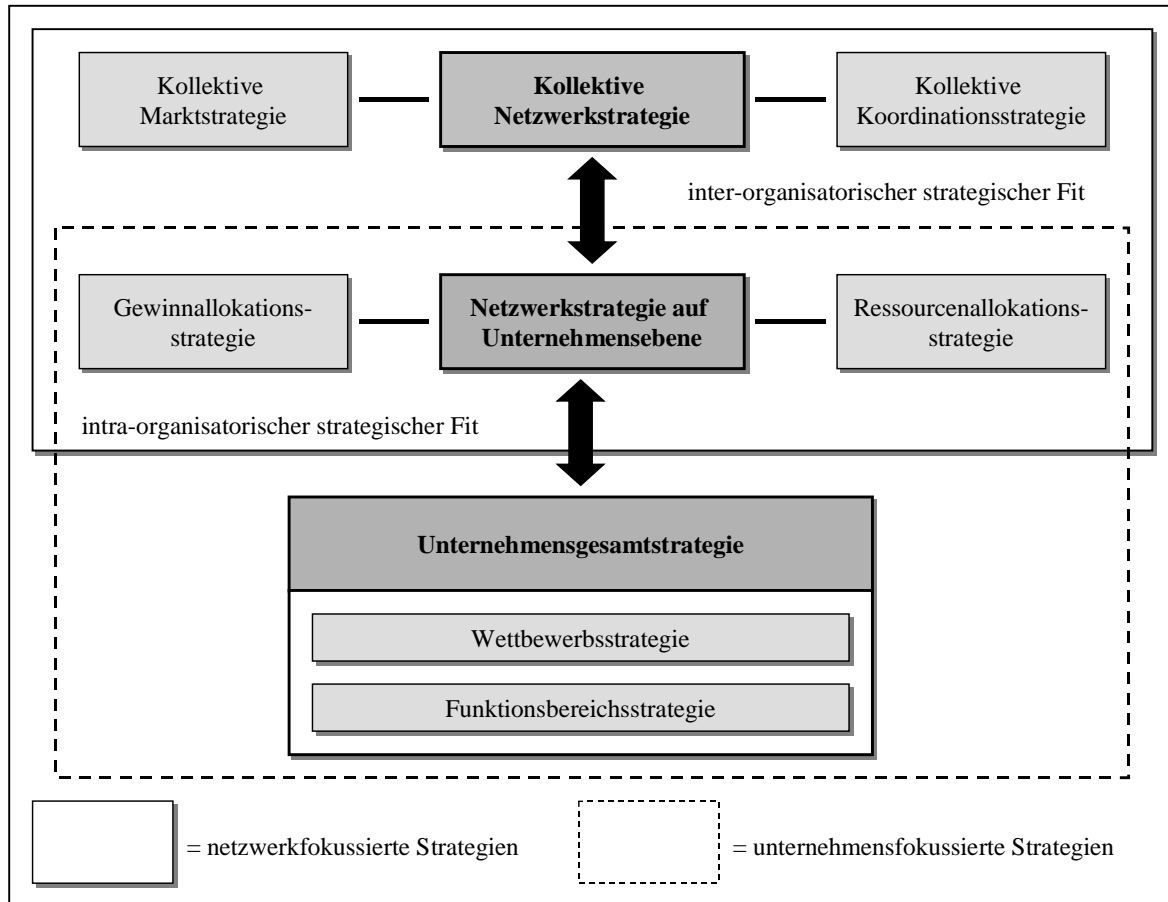 Kollektive
Marktstrategie
Kollektive
Netzwerkstrategie
Kollektive
Koordinationsstrategie
inter-organisatorischer strategischer Fit
Gewinnallokations-
strategie
Netzwerkstrategie auf
Unternehmensebene
Ressourcenallokations-
strategie
intra-organisatorischer strategischer Fit
Unternehmensgesamtstrategie
Wettbewerbsstrategie
Funktionsbereichsstrategie
= netzwerkfokussierte Strategien
= unternehmensfokussierte Strategien